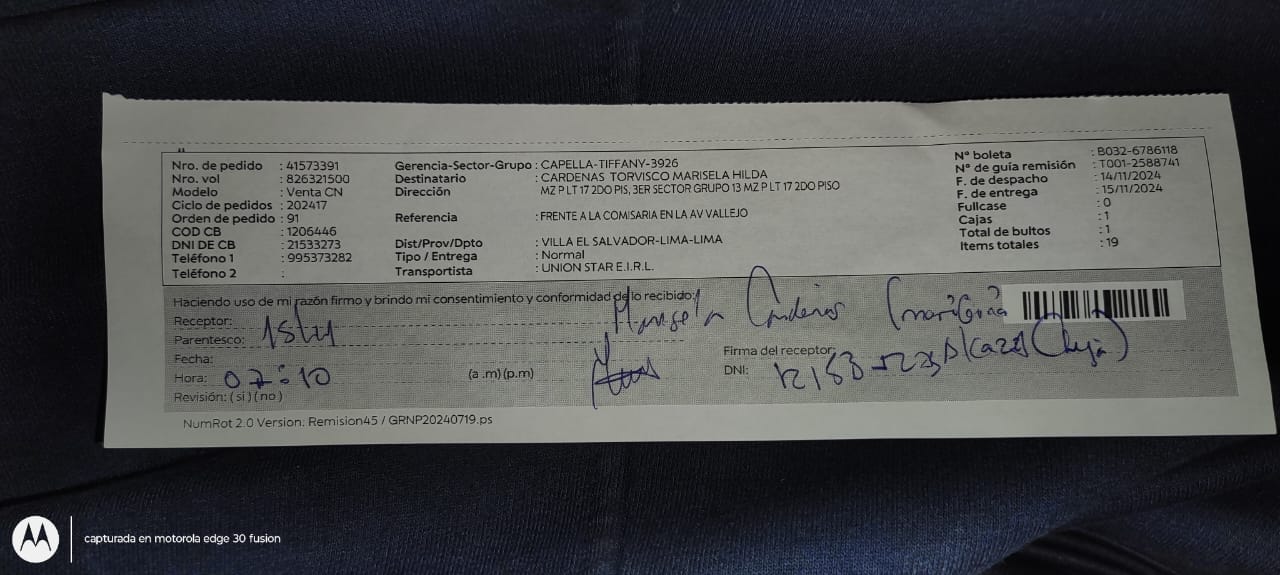 Nro. de pedido : 41573391
Nro. vol : 826321500
Modelo : Venta CN
Ciclo de pedidos : 202417
Orden de pedido : 91
COD CB : 1206446
DNI DE CB : 21533273
Teléfono 1 : 995373282
Teléfono 2 :
Gerencia-Sector-Grupo : CAPELLA-TIFFANY-3926
Destinatario : CARDENAS TORVISCO MARISELA HILDA
Dirección MZ P LT 17 2DO PIS, 3ER SECTOR GRUPO 13 MZ P LT 17 2DO PISO
Referencia : FRENTE A LA COMISARIA EN LA AV VALLEJO
Dist/Prov/Dpto : VILLA EL SALVADOR-LIMA-LIMA
Tipo / Entrega : Normal
Transportista : UNION STAR E.I.R.L.
N° boleta : B032-6786118
N° de guía remisión : T001-2588741
F. de despacho : 14/11/2024
F. de entrega : 15/11/2024
Fullcase : 0
Cajas : 1
Total de bultos : 1
Items totales : 19
Haciendo uso de mi razón firmo y brindo mi consentimiento y conformidad de lo recibido:
Receptor: Marisela Cardenas
Parentesco:
Fecha:
Hora: 07:10 (a .m) (p.m)
Revisión: ( si ) ( no )
Firma del receptor:
DNI: (hija)
NumRot 2.0 Version: Remision45 / GRNP20240719.ps
capturada en motorola edge 30 fusion